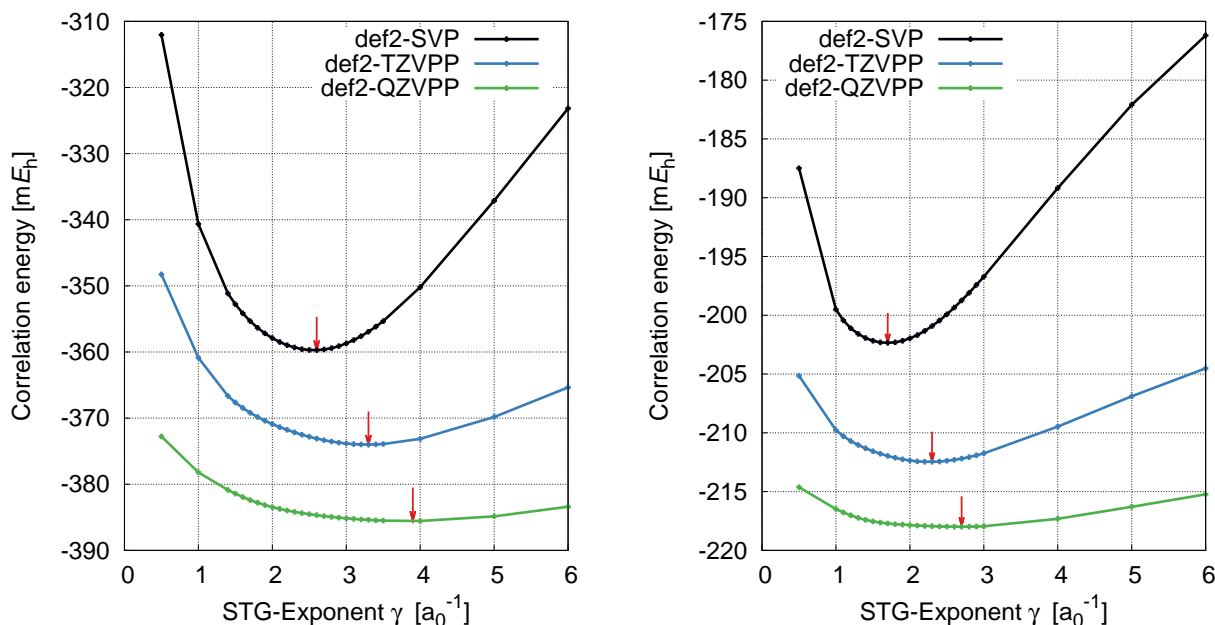 -310
-320
-330
-340
-350
-360
-370
-380
-390
0 1 2 3 4 5 6
Correlation energy [mEh]
STG-Exponent γ [a0-1]
def2-SVP
def2-TZVPP
def2-QZVPP
-175
-180
-185
-190
-195
-200
-205
-210
-215
-220
0 1 2 3 4 5 6
Correlation energy [mEh]
STG-Exponent γ [a0-1]
def2-SVP
def2-TZVPP
def2-QZVPP